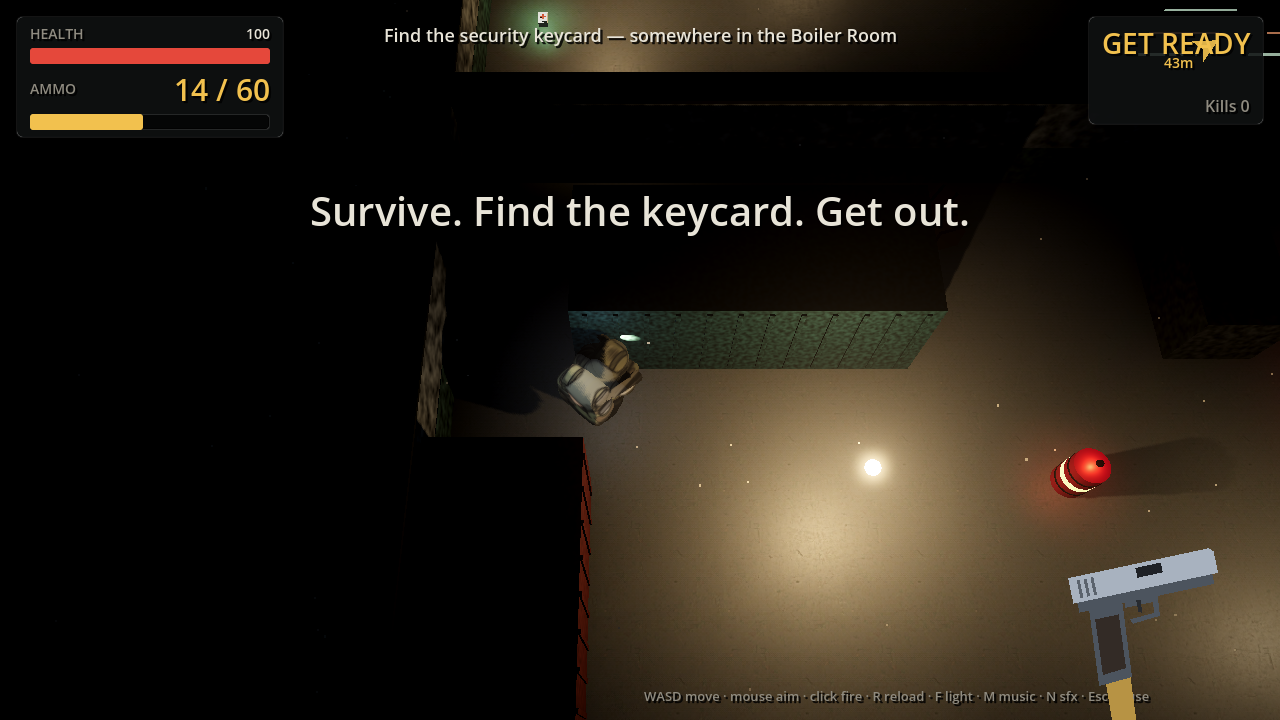 HEALTH 100
AMMO 14 / 60
Find the security keycard — somewhere in the Boiler Room
GET READY
43m
Kills 0
Survive. Find the keycard. Get out.
WASD move · mouse aim · click fire · R reload · F light · M music · N sfx ·